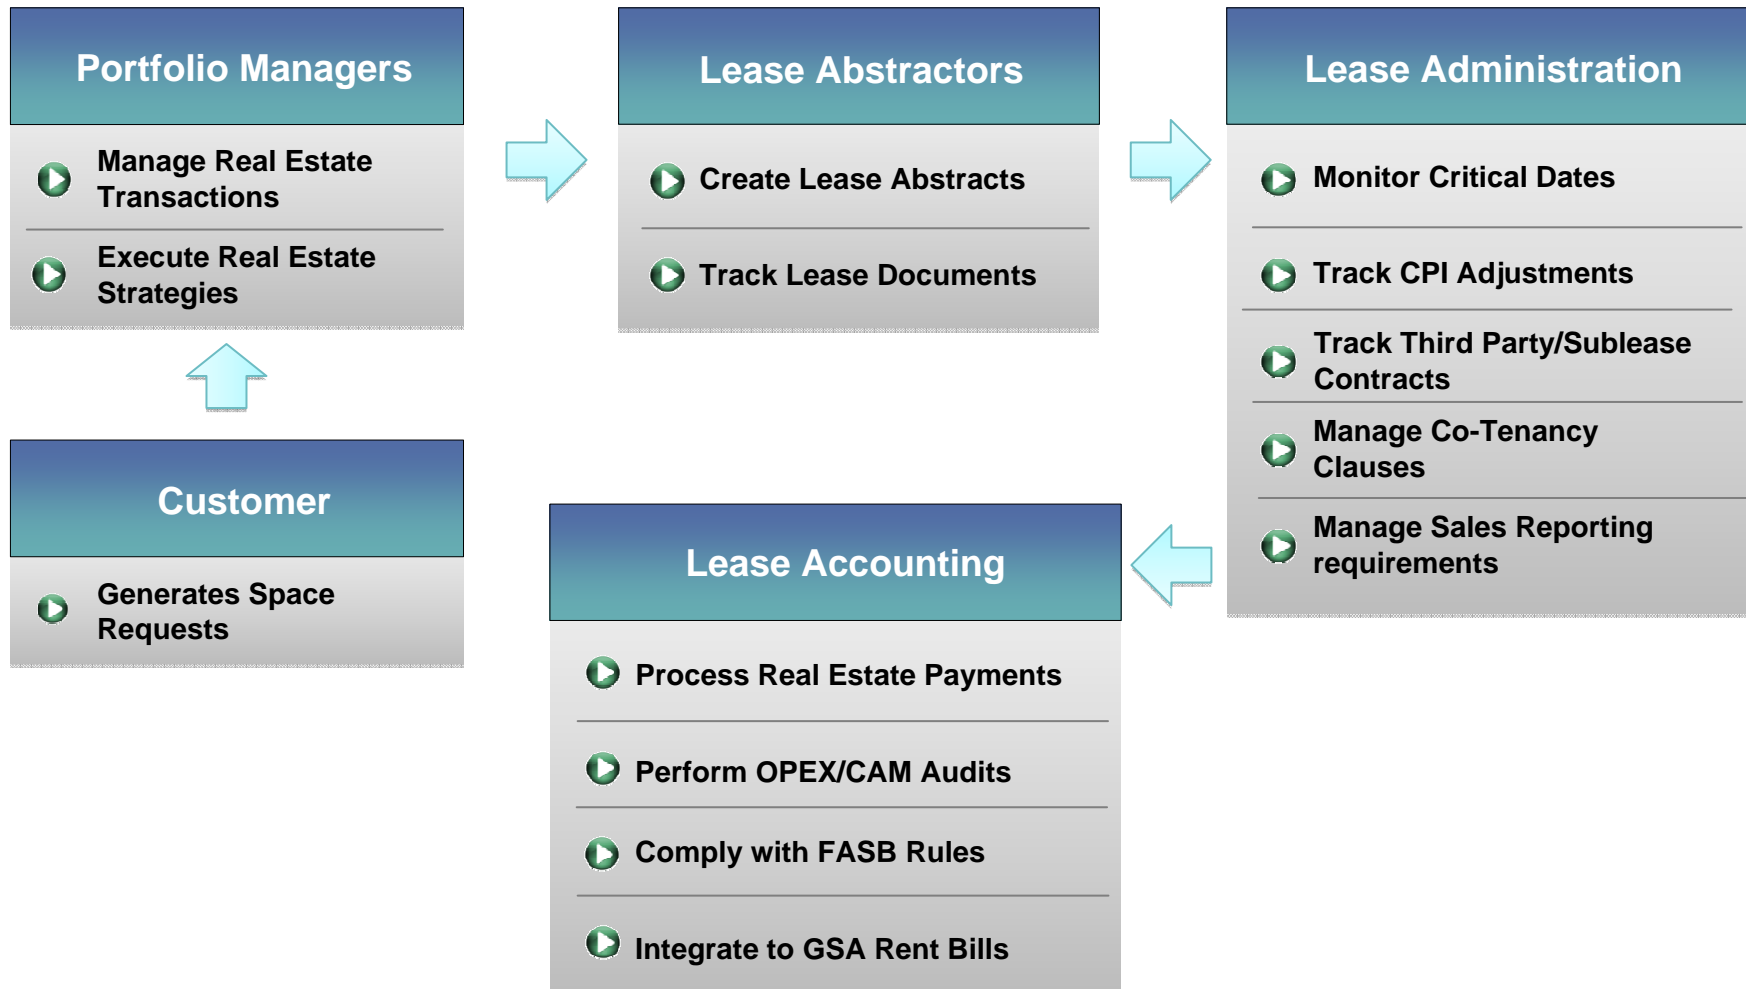 Portfolio Managers
Manage Real Estate
Transactions
Execute Real Estate
Strategies
Lease Abstractors
Create Lease Abstracts
Track Lease Documents
Lease Administration
Monitor Critical Dates
Track CPI Adjustments
Track Third Party/Sublease
Contracts
Manage Co-Tenancy
Clauses
Manage Sales Reporting
requirements
Customer
Generates Space
Requests
Lease Accounting
Process Real Estate Payments
Perform OPEX/CAM Audits
Comply with FASB Rules
Integrate to GSA Rent Bills